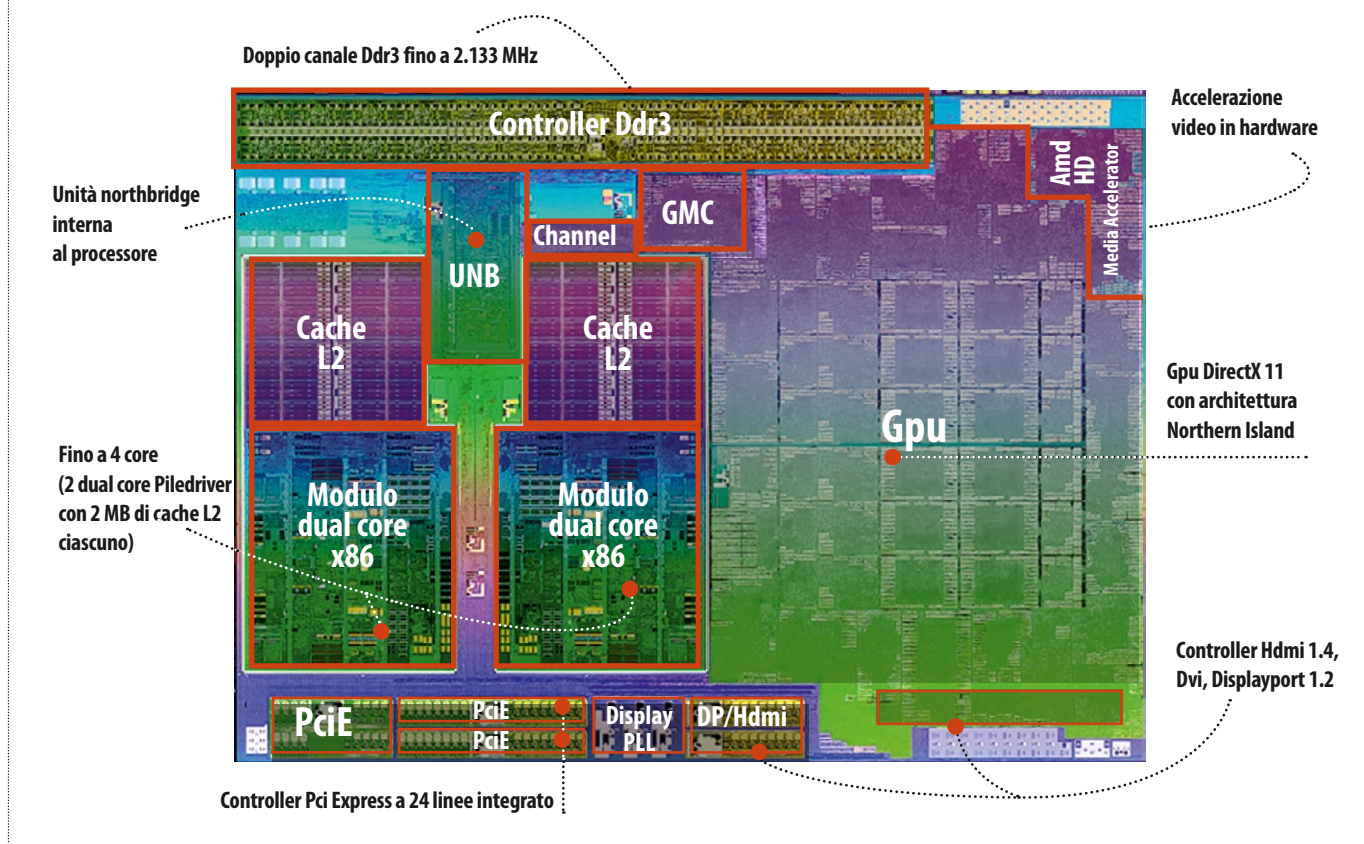 Doppio canale Ddr3 fino a 2.133 MHz
Controller Ddr3
Accelerazione
video in hardware
Amd
HD
Media Accelerator
Unità northbridge
interna
al processore
GMC
Channel
UNB
Cache
L2
Cache
L2
Gpu DirectX 11
con architettura
Northern Island
Gpu
Fino a 4 core
(2 dual core Piledriver
con 2 MB di cache L2
ciascuno)
Modulo
dual core
x86
Modulo
dual core
x86
Controller Hdmi 1.4,
Dvi, Displayport 1.2
PciE
PciE
PciE
Display
PLL
DP/Hdmi
Controller Pci Express a 24 linee integrato